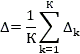 Δ= 1/K ∑_{k=1}^{K} Δ_k